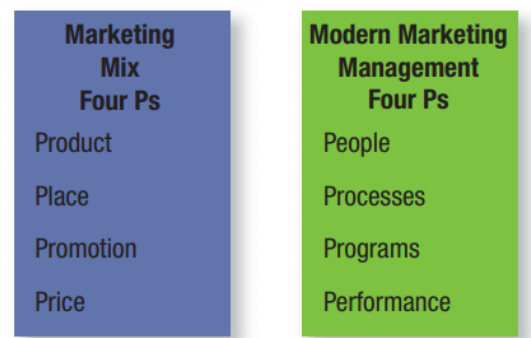 Marketing
Mix
Four Ps
Product
Place
Promotion
Price
Modern Marketing
Management
Four Ps
People
Processes
Programs
Performance